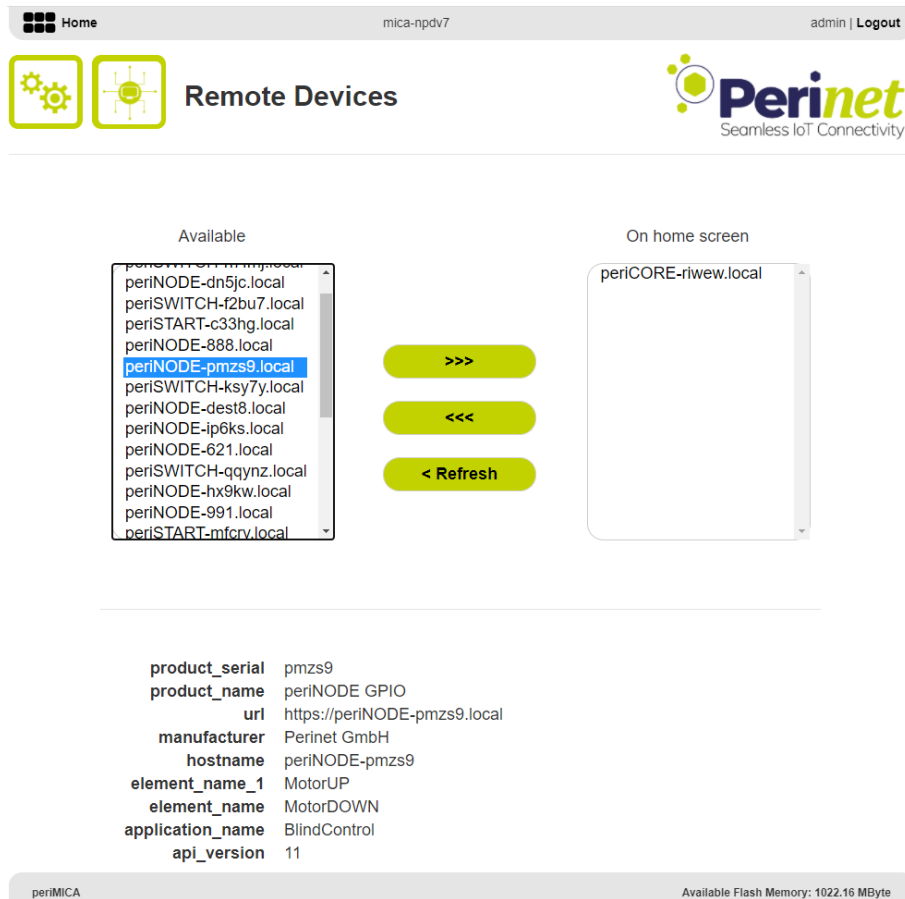 Home mica-npdv7 admin | Logout
Remote Devices
Perinet
Seamless IoT Connectivity
Available
On home screen
periNODE-dn5jc.local
periSWITCH-f2bu7.local
periSTART-c33hg.local
periNODE-888.local
periNODE-pmzs9.local
periSWITCH-ksy7y.local
periNODE-dest8.local
periNODE-ip6ks.local
periNODE-621.local
periSWITCH-qqynz.local
periNODE-hx9kw.local
periNODE-991.local
periSTART-mfcrv.local
>>>
<<<
< Refresh
periCORE-riwew.local
product_serial pmzs9
product_name periNODE GPIO
url https://periNODE-pmzs9.local
manufacturer Perinet GmbH
hostname periNODE-pmzs9
element_name_1 MotorUP
element_name MotorDOWN
application_name BlindControl
api_version 11
periMICA Available Flash Memory: 1022.16 MByte